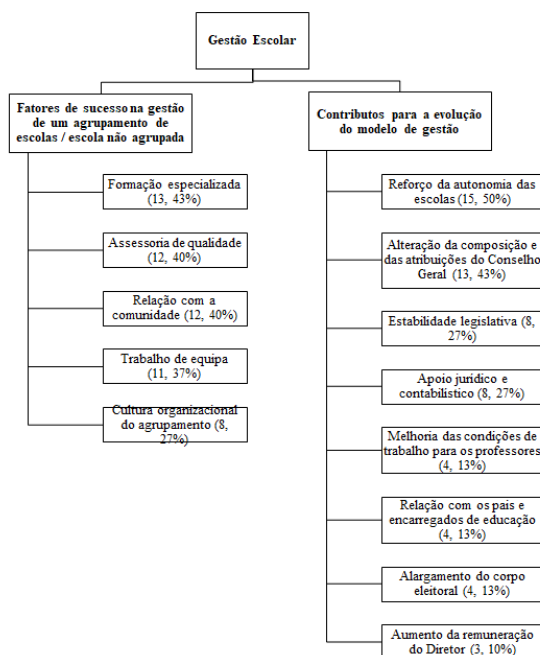 Gestão Escolar
Fatores de sucesso na gestão
de um agrupamento de
escolas / escola não agrupada
Formação especializada
(13, 43%)
Assessoria de qualidade
(12, 40%)
Relação com a
comunidade (12, 40%)
Trabalho de equipa
(11, 37%)
Cultura organizacional
do agrupamento (8,
27%)
Contributos para a evolução
do modelo de gestão
Reforço da autonomia das
escolas (15, 50%)
Alteração da composição e
das atribuições do Conselho
Geral (13, 43%)
Estabilidade legislativa (8,
27%)
Apoio jurídico e
contabilístico (8, 27%)
Melhoria das condições de
trabalho para os professores
(4, 13%)
Relação com os pais e
encarregados de educação
(4, 13%)
Alargamento do corpo
eleitoral (4, 13%)
Aumento da remuneração
do Diretor (3, 10%)